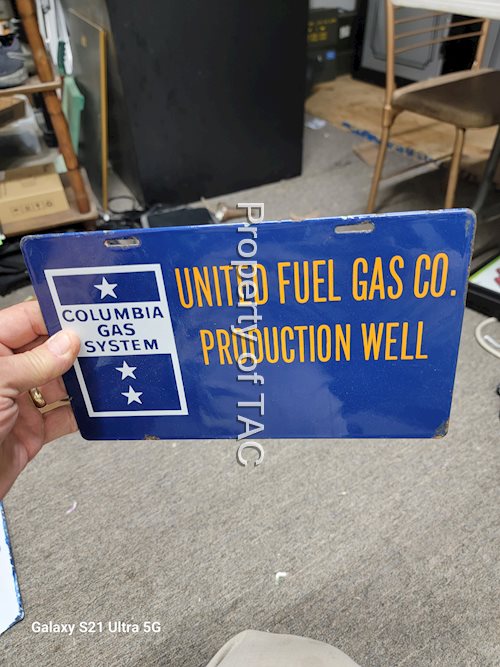 UNITED FUEL GAS CO.
PRODUCTION WELL
COLUMBIA
GAS
SYSTEM
Property of TAC
Galaxy S21 Ultra 5G